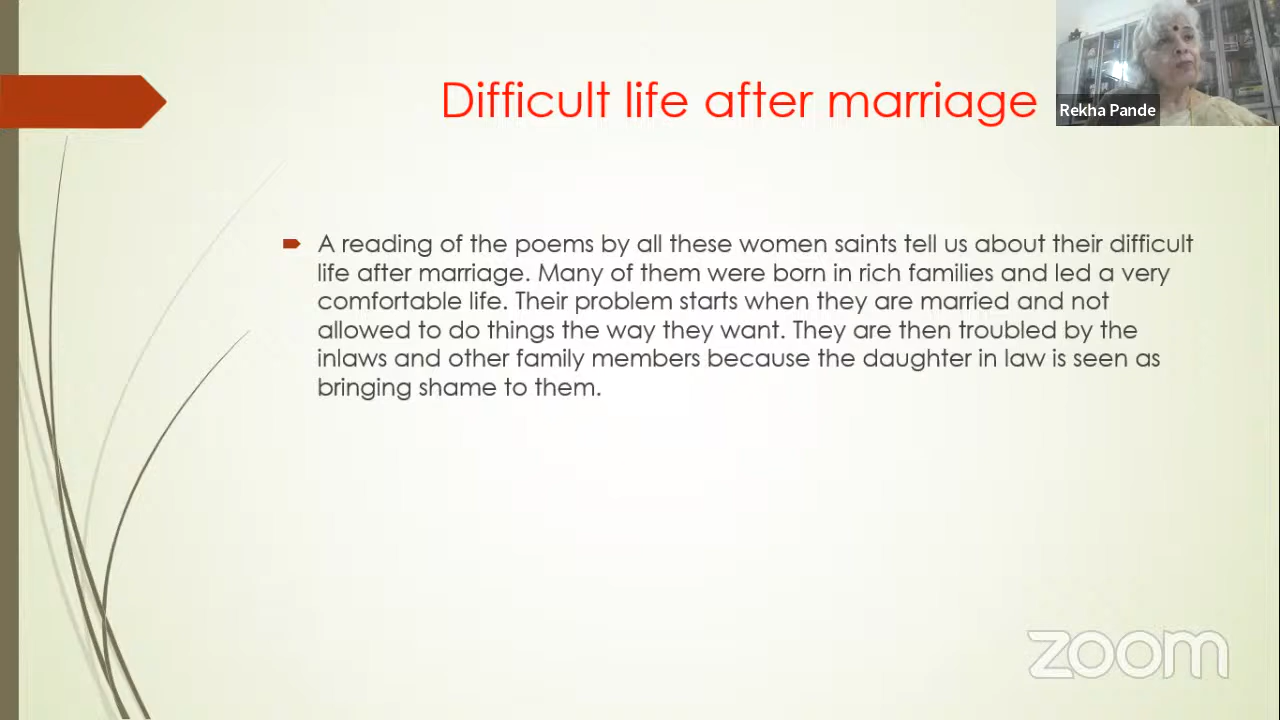 Difficult life after marriage
Rekha Pande
A reading of the poems by all these women saints tell us about their difficult
life after marriage. Many of them were born in rich families and led a very
comfortable life. Their problem starts when they are married and not
allowed to do things the way they want. They are then troubled by the
inlaws and other family members because the daughter in law is seen as
bringing shame to them.
zoom